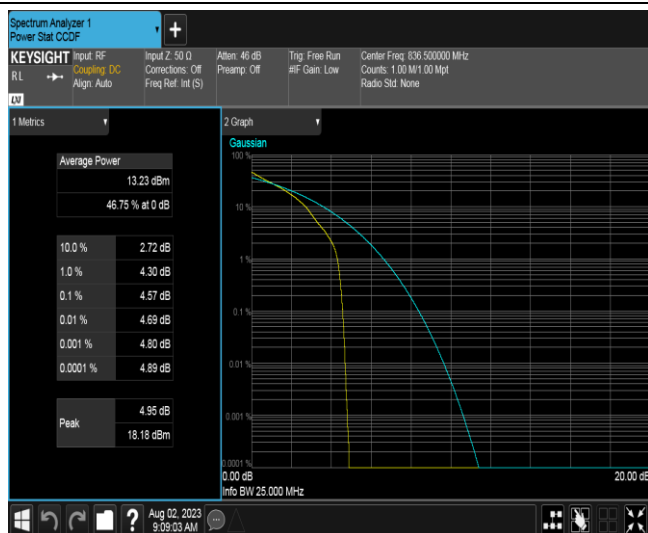 Spectrum Analyzer 1
Power Stat CCDF
+
KEYSIGHT
RL
LXI
Input: RF
Coupling: DC
Align: Auto
Input Z: 50 Ω
Corrections: Off
Freq Ref: Int (S)
Atten: 46 dB
Preamp: Off
Trig: Free Run
#IF Gain: Low
Center Freq: 836.500000 MHz
Counts: 1.00 M/1.00 Mpt
Radio Std: None
1 Metrics
Average Power
13.23 dBm
46.75 % at 0 dB
10.0 % 2.72 dB
1.0 % 4.30 dB
0.1 % 4.57 dB
0.01 % 4.69 dB
0.001 % 4.80 dB
0.0001 % 4.89 dB
Peak
4.95 dB
18.18 dBm
2 Graph
Gaussian
100 %
10 %
1 %
0.1 %
0.01 %
0.001 %
0.0001 %
0.00 dB 20.00 dB
Info BW 25.000 MHz
?
Aug 02, 2023
9:09:03 AM